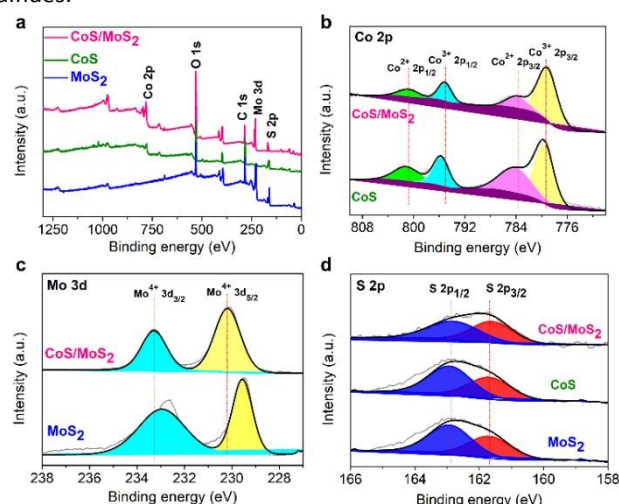 a
CoS/MoS2
CoS
MoS2
Co 2p
O 1s
C 1s
Mo 3d
S 2p
Intensity (a.u.)
1250 1000 750 500 250 0
Binding energy (eV)
b
Co 2p
Co2+ 2p1/2 Co3+ 2p1/2 Co2+ 2p3/2 Co3+ 2p3/2
CoS/MoS2
CoS
Intensity (a.u.)
808 800 792 784 776
Binding energy (eV)
c
Mo 3d
Mo4+ 3d3/2 Mo4+ 3d5/2
CoS/MoS2
MoS2
Intensity (a.u.)
238 236 234 232 230 228
Binding energy (eV)
d
S 2p
S 2p1/2 S 2p3/2
CoS/MoS2
CoS
MoS2
Intensity (a.u.)
166 164 162 160 158
Binding energy (eV)